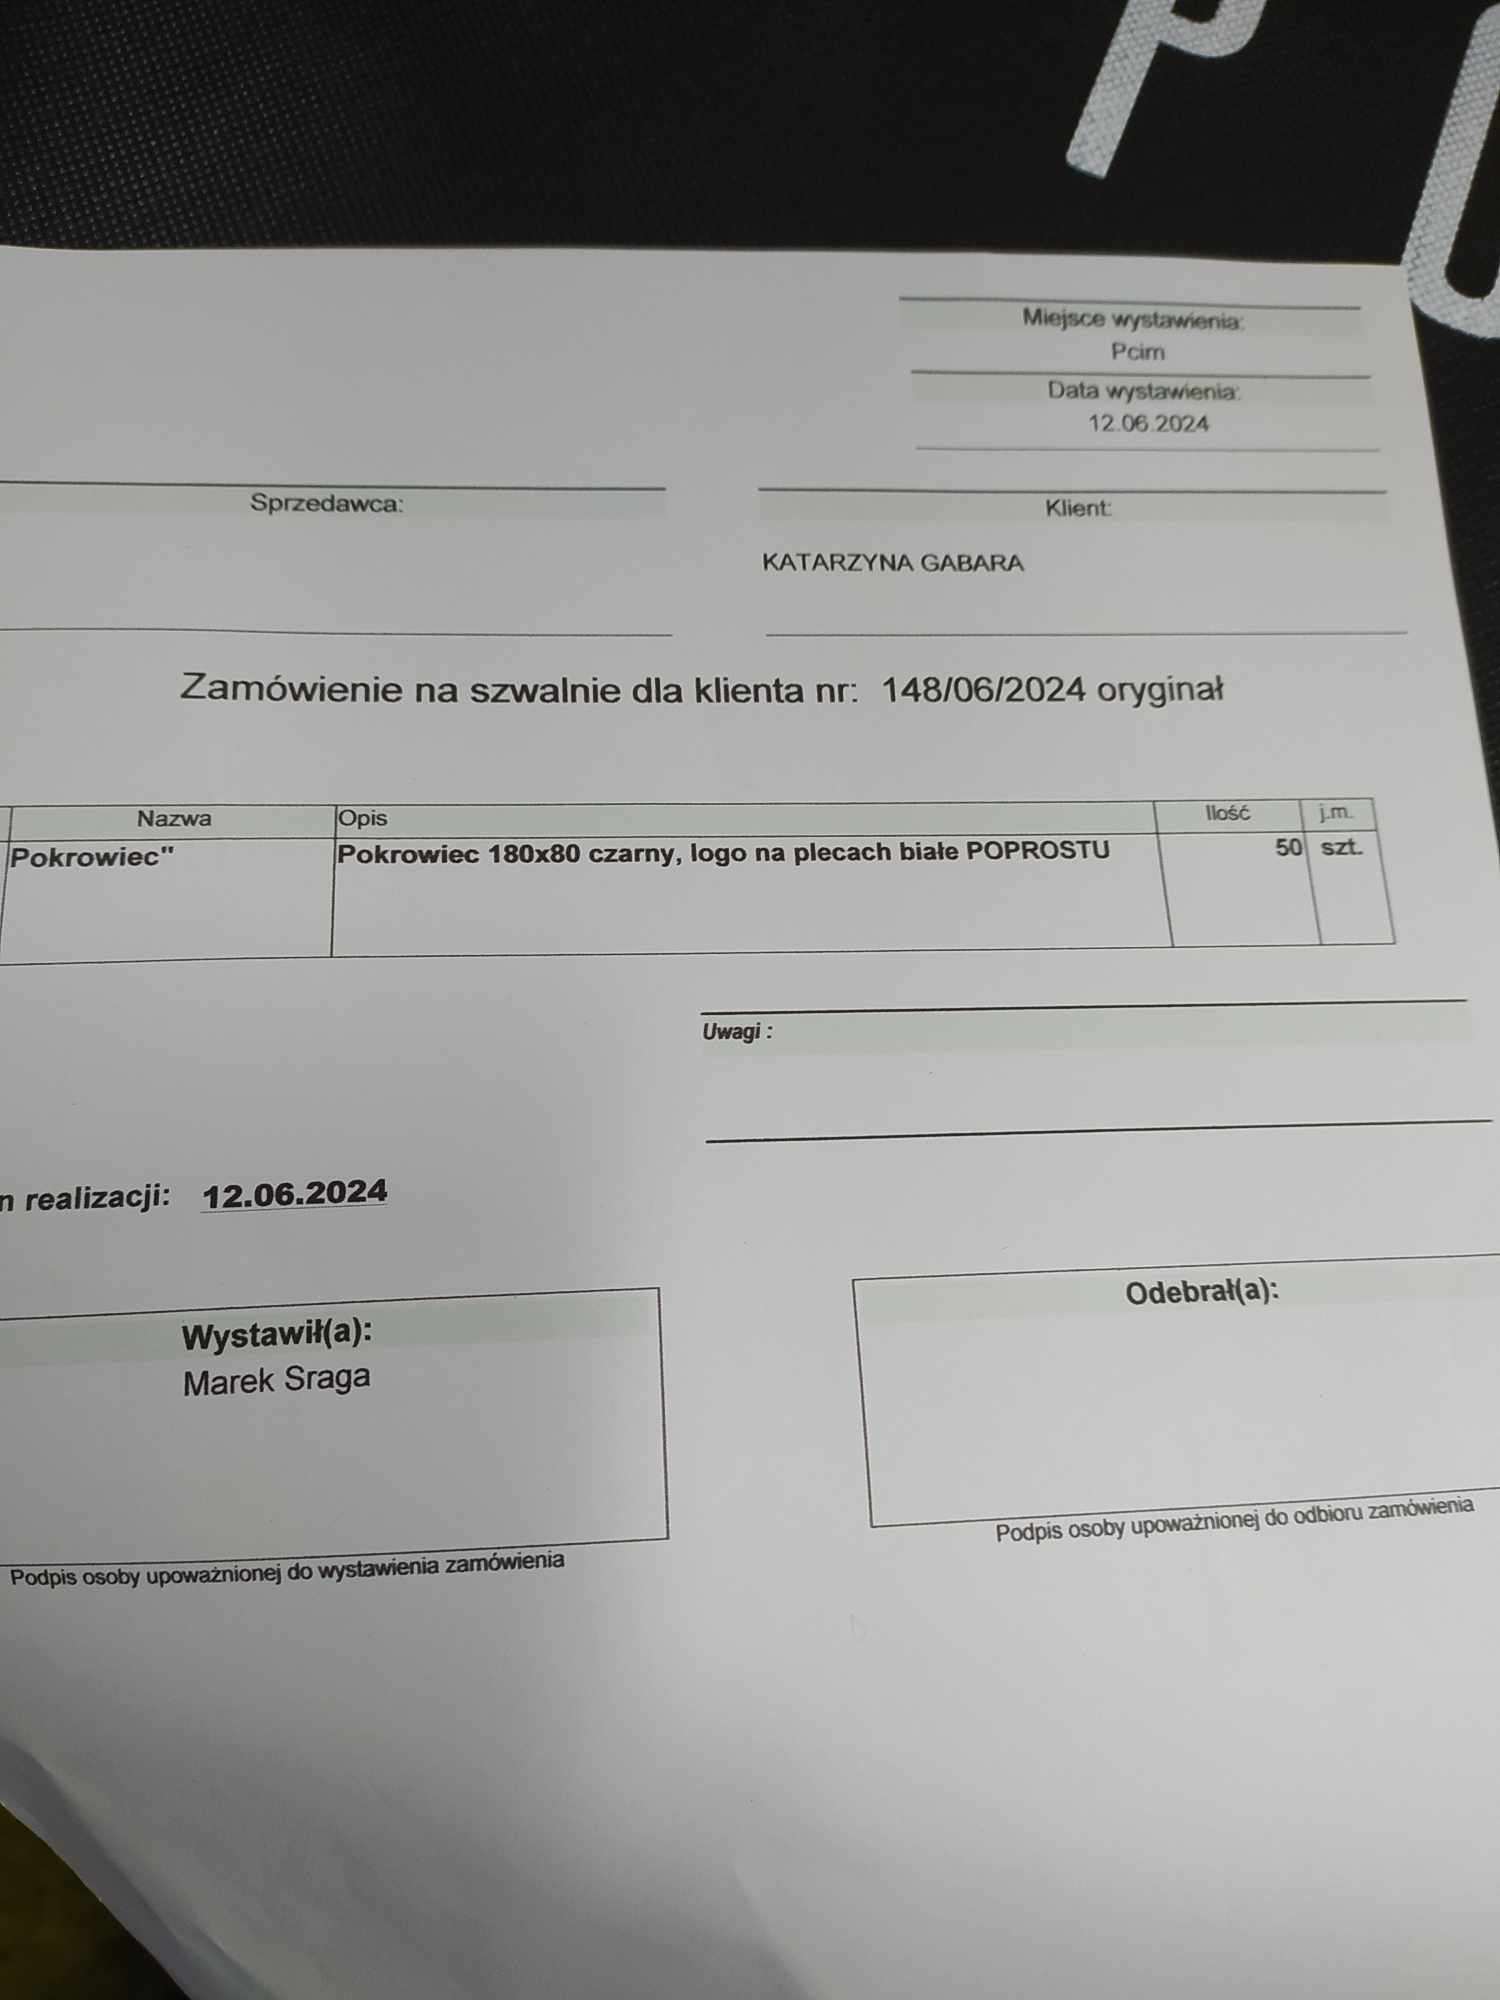 PO
Miejsce wystawienia:
Pcim
Data wystawienia:
12.06.2024
Sprzedawca:
Klient:
KATARZYNA GABARA
Zamówienie na szwalnie dla klienta nr: 148/06/2024 oryginał
Nazwa Opis Ilość j.m.
Pokrowiec" Pokrowiec 180x80 czarny, logo na plecach białe POPROSTU 50 szt.
Uwagi :
n realizacji: 12.06.2024
Wystawił(a):
Marek Sraga
Podpis osoby upoważnionej do wystawienia zamówienia
Odebrał(a):
Podpis osoby upoważnionej do odbioru zamówienia